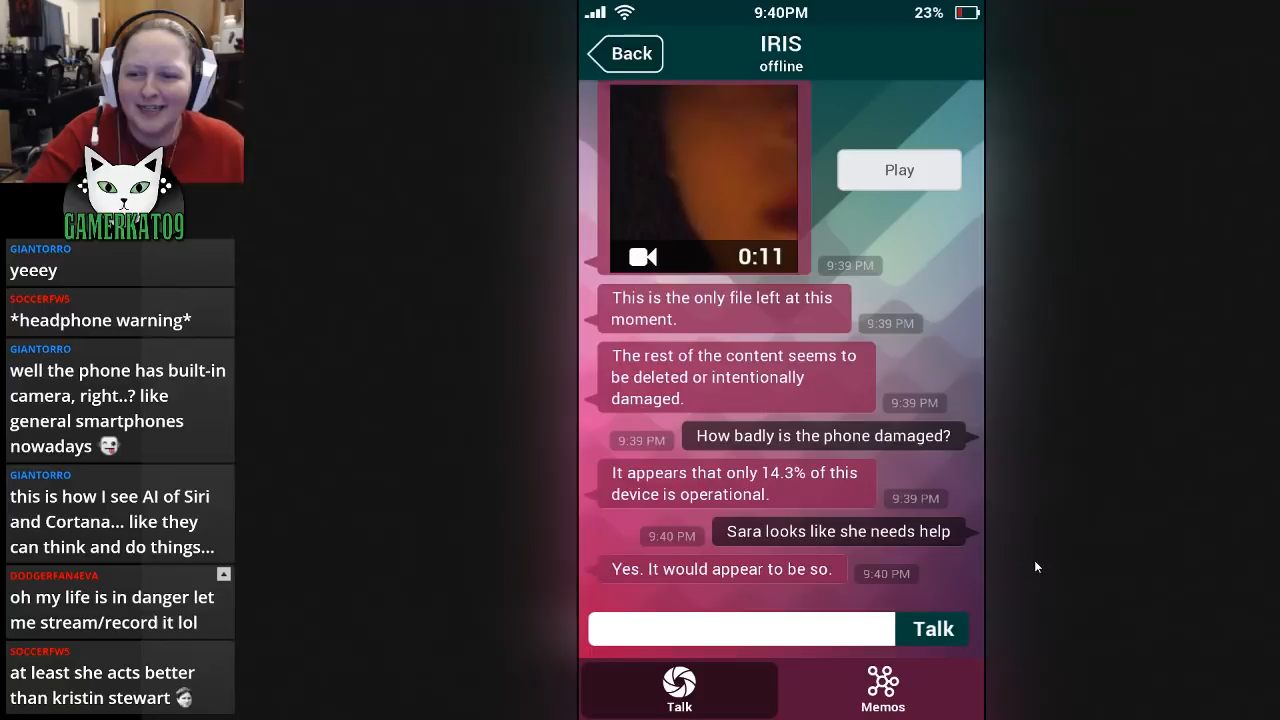 GAMERKAT09
GIANTORRO
yeeey
SOCCERFW5
*headphone warning*
GIANTORRO
well the phone has built-in
camera, right..? like
general smartphones
nowadays
GIANTORRO
this is how I see AI of Siri
and Cortana... like they
can think and do things...
DODGERFAN4EVA
oh my life is in danger let
me stream/record it lol
SOCCERFW5
at least she acts better
than kristin stewart
9:40PM
23%
Back
IRIS
offline
Play
0:11
9:39 PM
This is the only file left at this
moment.
9:39 PM
The rest of the content seems to
be deleted or intentionally
damaged.
9:39 PM
9:39 PM
How badly is the phone damaged?
It appears that only 14.3% of this
device is operational.
9:39 PM
9:40 PM
Sara looks like she needs help
Yes. It would appear to be so.
9:40 PM
Talk
Talk
Memos